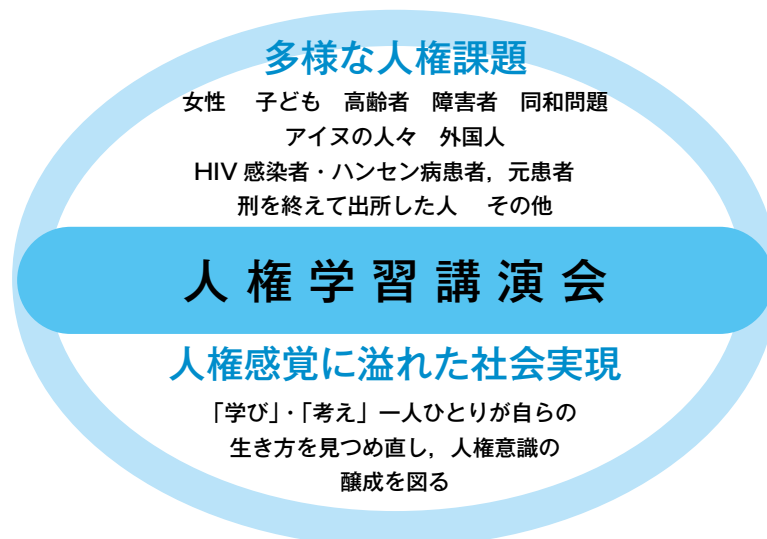 多様な人権課題
女性　子ども　高齢者　障害者　同和問題
アイヌの人々　外国人
HIV 感染者・ハンセン病患者，元患者
刑を終えて出所した人　その他
人権学習講演会
人権感覚に溢れた社会実現
「学び」・「考え」一人ひとりが自らの
生き方を見つめ直し，人権意識の
醸成を図る